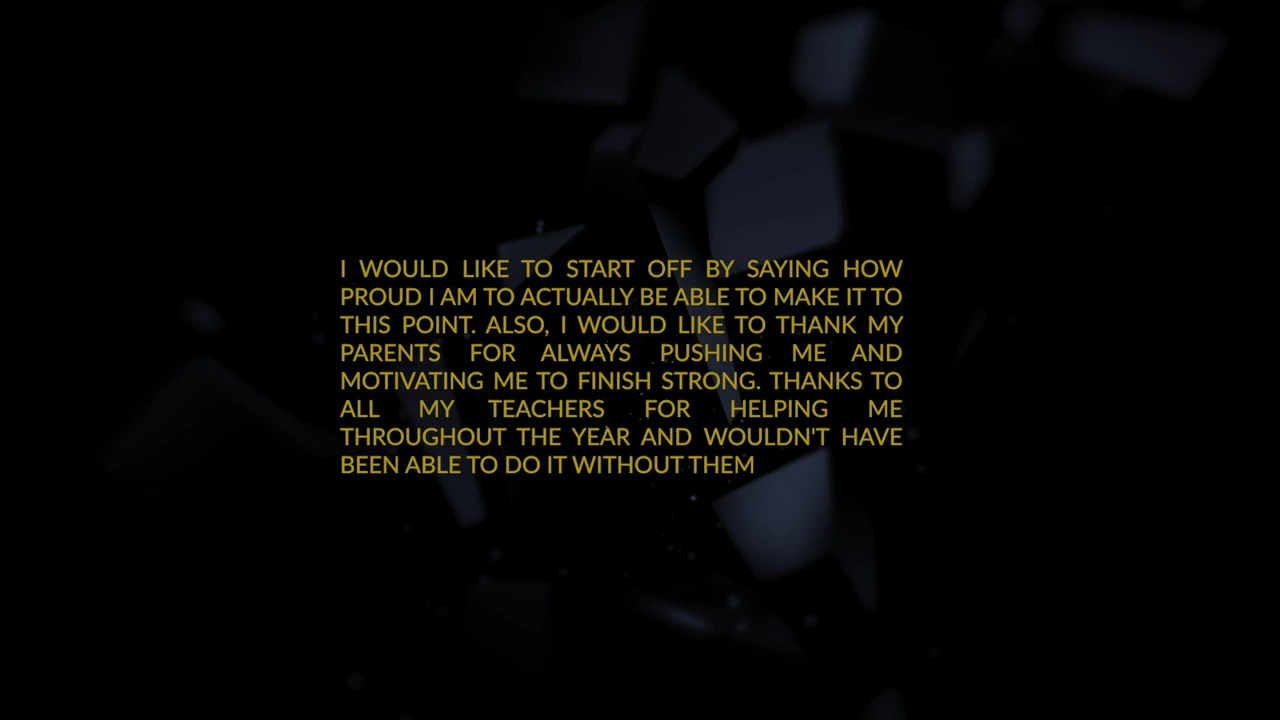 I WOULD LIKE TO START OFF BY SAYING HOW
PROUD I AM TO ACTUALLY BE ABLE TO MAKE IT TO
THIS POINT. ALSO, I WOULD LIKE TO THANK MY
PARENTS FOR ALWAYS PUSHING ME AND
MOTIVATING ME TO FINISH STRONG. THANKS TO
ALL MY TEACHERS FOR HELPING ME
THROUGHOUT THE YEAR AND WOULDN'T HAVE
BEEN ABLE TO DO IT WITHOUT THEM